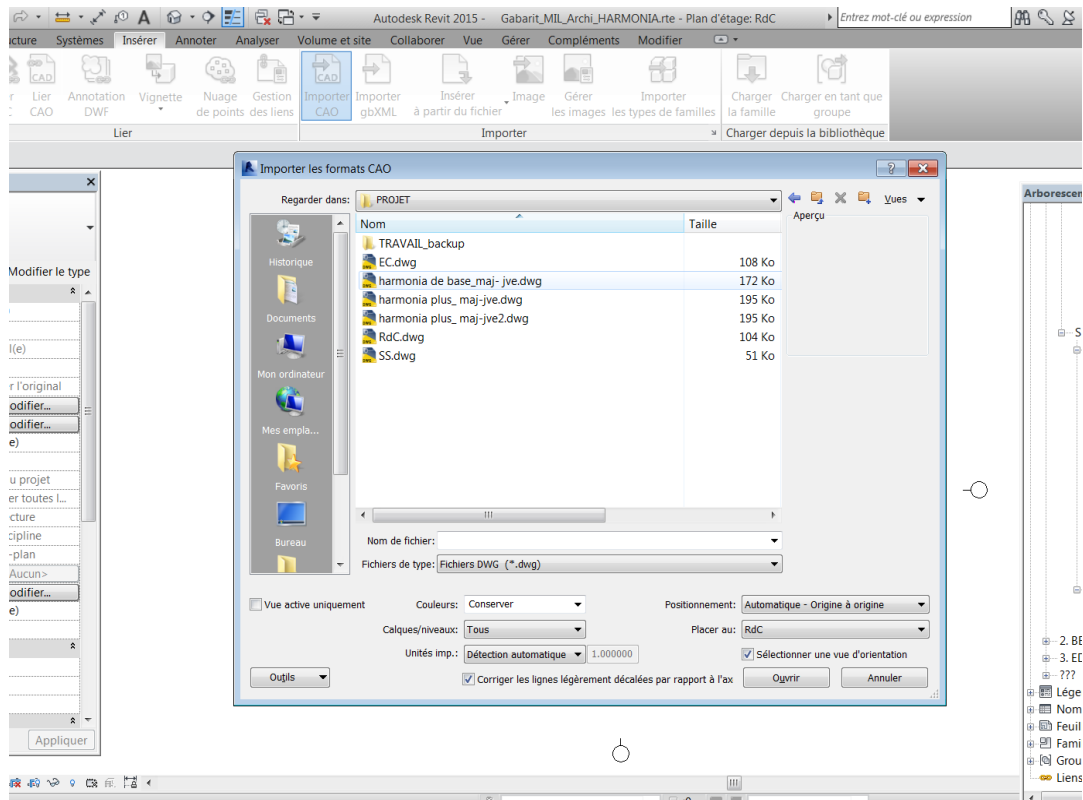 Autodesk Revit 2015 - Gabarit_MIL_Archi_HARMONIA.rte - Plan d'étage: RdC
Entrez mot-clé ou expression
ucture Systèmes Insérer Annoter Analyser Volume et site Collaborer Vue Gérer Compléments Modifier
Lier CAO
Annotation DWF
Vignette
Nuage de points
Gestion des liens
Importer CAO
Importer gbXML
Insérer à partir du fichier
Image
Gérer les images
Importer les types de familles
Charger la famille
Charger en tant que groupe
Lier
Importer
Charger depuis la bibliothèque
Importer les formats CAO
Regarder dans: PROJET
Vues
Aperçu
Nom Taille
TRAVAIL_backup
EC.dwg 108 Ko
harmonia de base_maj- jve.dwg 172 Ko
harmonia plus_ maj-jve.dwg 195 Ko
harmonia plus_ maj-jve2.dwg 195 Ko
RdC.dwg 104 Ko
SS.dwg 51 Ko
Historique
Documents
Mon ordinateur
Mes empla...
Favoris
Bureau
Nom de fichier:
Fichiers de type: Fichiers DWG (*.dwg)
Vue active uniquement
Couleurs: Conserver
Positionnement: Automatique - Origine à origine
Calques/niveaux: Tous
Placer au: RdC
Unités imp.: Détection automatique 1.000000
Sélectionner une vue d'orientation
Outils
Corriger les lignes légèrement décalées par rapport à l'ax
Ouvrir
Annuler
Modifier le type
l(e)
r l'original
odifier...
odifier...
e)
u projet
er toutes l...
cture
cipline
-plan
Aucun>
odifier...
e)
Appliquer
Arborescen
S
2. BE
3. ED
???
Lége
Nom
Feuil
Fami
Grou
Liens